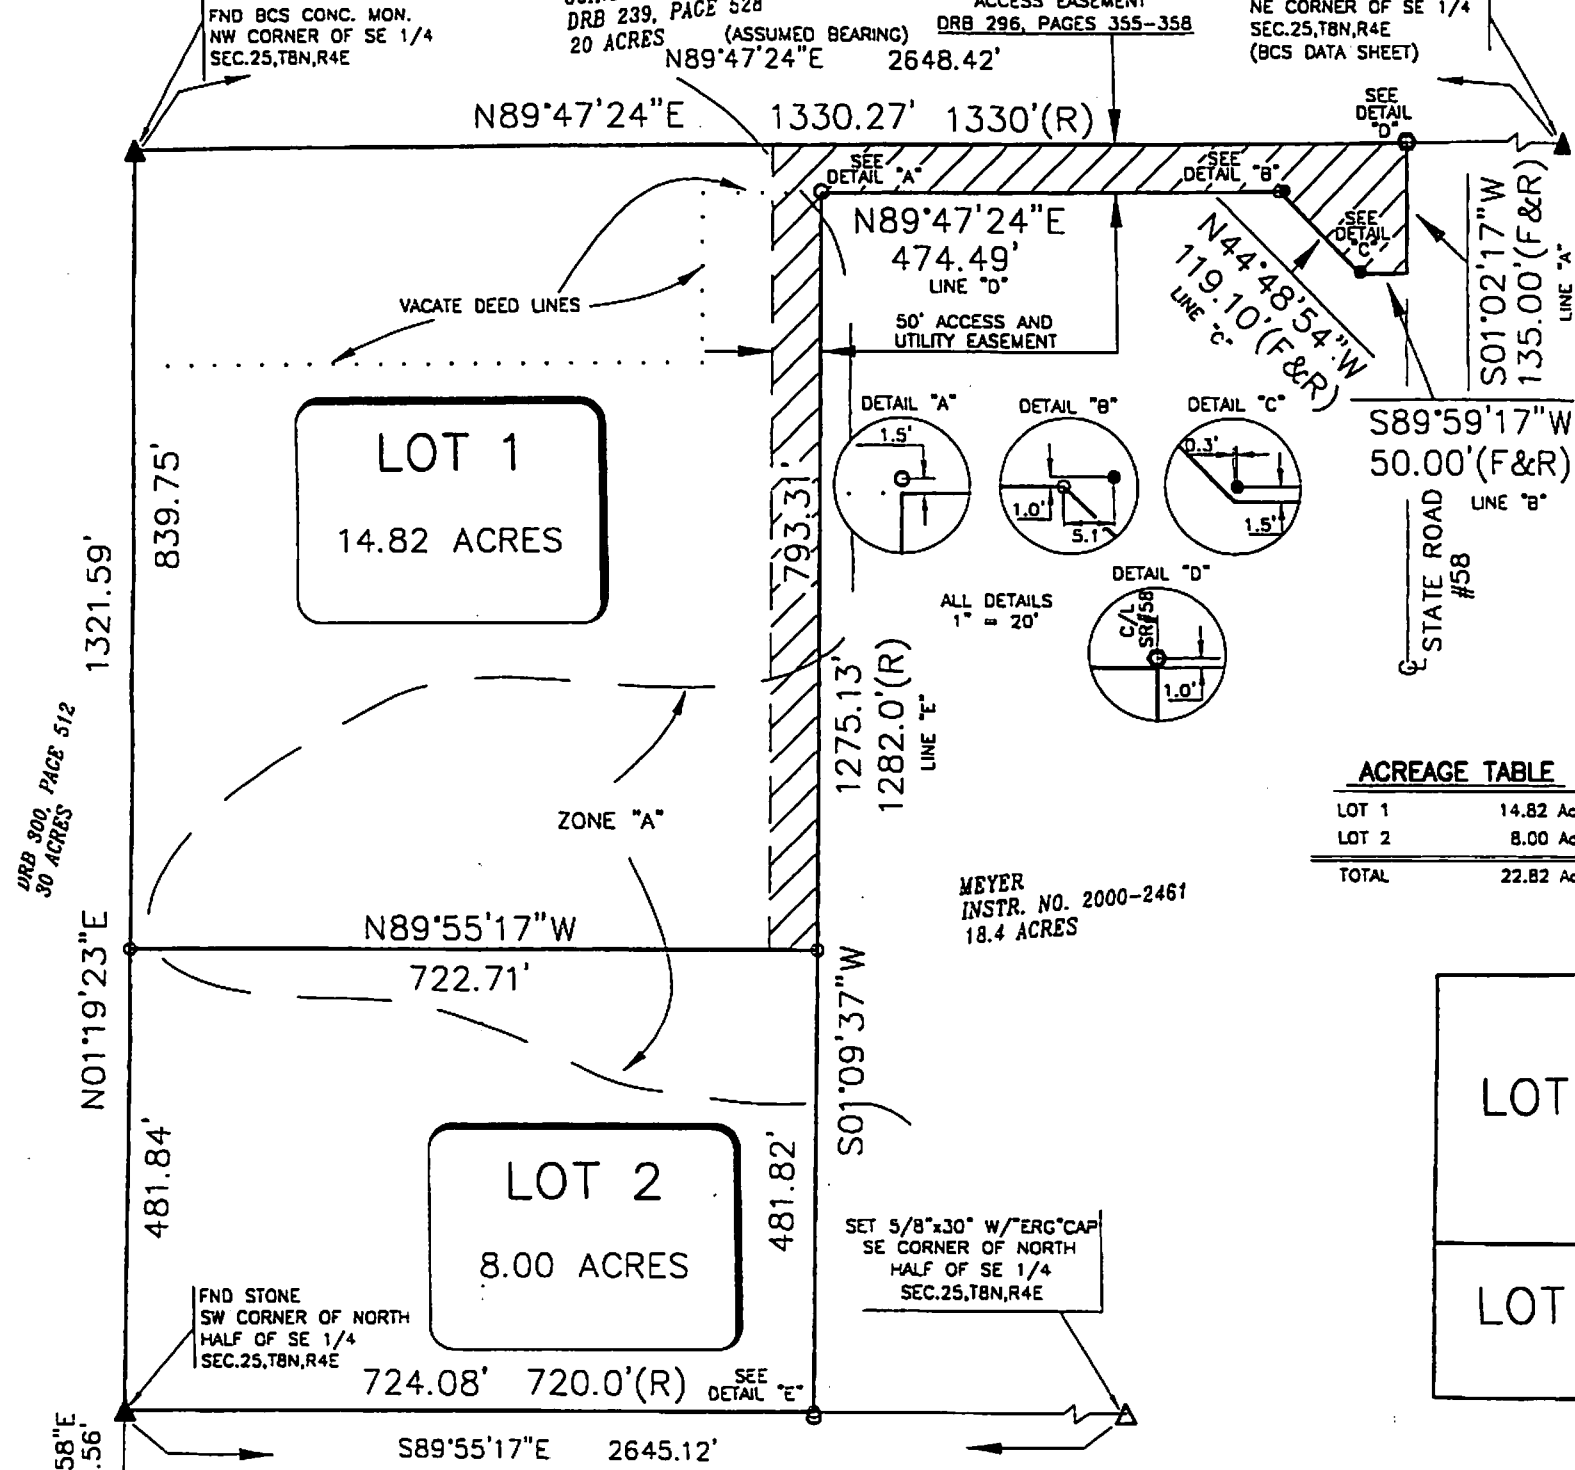 FND BCS CONC. MON.
NW CORNER OF SE 1/4
SEC.25,T8N,R4E
DRB 239, PAGE 528
20 ACRES
(ASSUMED BEARING)
N89°47'24"E 2648.42'
ACCESS EASEMENT
DRB 296, PAGES 355-358
NE CORNER OF SE 1/4
SEC.25,T8N,R4E
(BCS DATA SHEET)
N89°47'24"E 1330.27' 1330'(R)
SEE
DETAIL
"D"
SEE
DETAIL "A"
SEE
DETAIL "B"
SEE
DETAIL
"C"
N89°47'24"E
474.49'
LINE "D"
N44°48'54"W
119.10'(F&R)
LINE "C"
S01°02'17"W
135.00'(F&R)
LINE "A"
VACATE DEED LINES
50' ACCESS AND
UTILITY EASEMENT
S89°59'17"W
50.00'(F&R)
LINE "B"
STATE ROAD
#58
DETAIL "A"
1.5'
DETAIL "B"
1.0'
5.1'
DETAIL "C"
0.3'
1.5'
ALL DETAILS
1" = 20'
DETAIL "D"
C/L
SR#58
1.0'
LOT 1
14.82 ACRES
839.75'
1321.59'
793.31'
1275.13'
1282.0'(R)
LINE "E"
DRB 300, PAGE 512
30 ACRES
ZONE "A"
ACREAGE TABLE
LOT 1 14.82 Ac
LOT 2 8.00 Ac
TOTAL 22.82 Ac
MEYER
INSTR. NO. 2000-2461
18.4 ACRES
N89°55'17"W
722.71'
N01°19'23"E
S01°09'37"W
481.84'
481.82'
LOT 2
8.00 ACRES
LOT
LOT
SET 5/8"x30" W/"ERG"CAP
SE CORNER OF NORTH
HALF OF SE 1/4
SEC.25,T8N,R4E
FND STONE
SW CORNER OF NORTH
HALF OF SE 1/4
SEC.25,T8N,R4E
724.08' 720.0'(R)
SEE
DETAIL "E"
S89°55'17"E 2645.12'
58"E
.56'